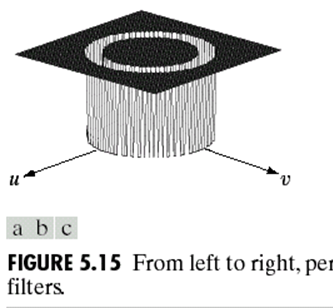 u v
a b c
FIGURE 5.15 From left to right, per
filters.